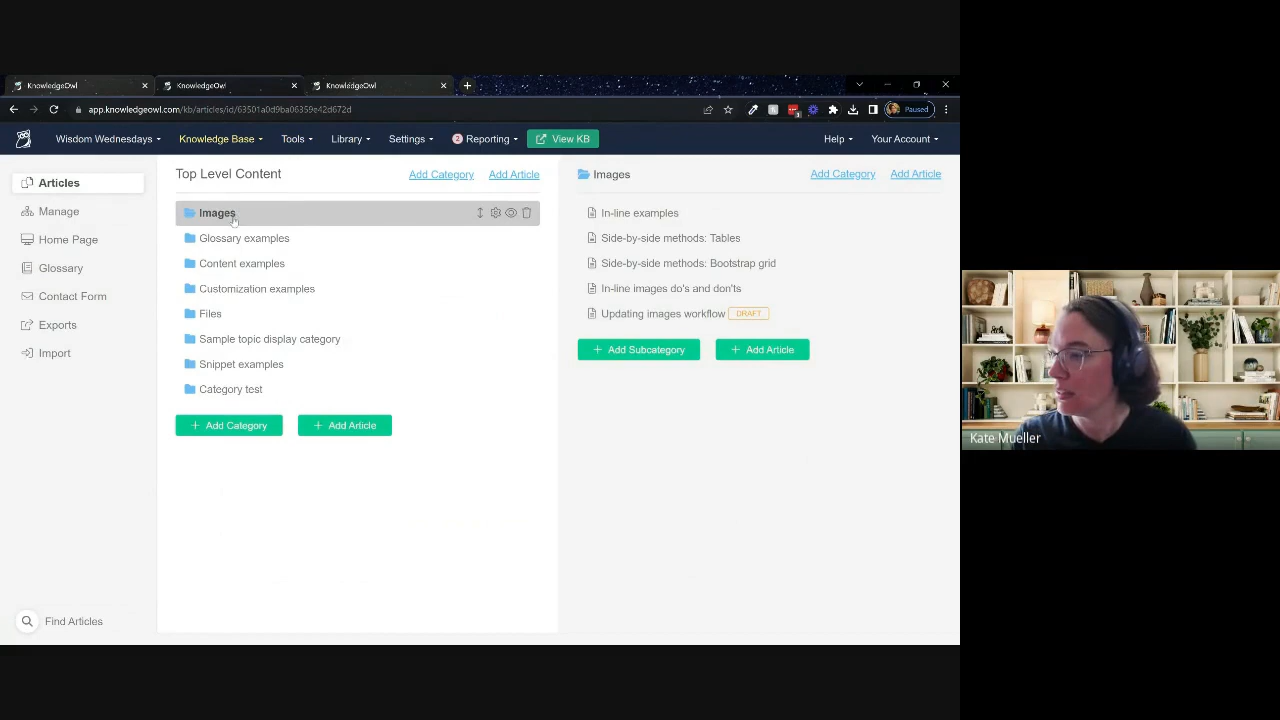 KnowledgeOwl
KnowledgeOwl
KnowledgeOwl
app.knowledgeowl.com/kb/articles/id/63501a0d9ba06359e42d672d
Paused
Wisdom Wednesdays
Knowledge Base
Tools
Library
Settings
2 Reporting
View KB
Help
Your Account
Articles
Manage
Home Page
Glossary
Contact Form
Exports
Import
Find Articles
Top Level Content
Add Category
Add Article
Images
Glossary examples
Content examples
Customization examples
Files
Sample topic display category
Snippet examples
Category test
+ Add Category
+ Add Article
Images
Add Category
Add Article
In-line examples
Side-by-side methods: Tables
Side-by-side methods: Bootstrap grid
In-line images do's and don'ts
Updating images workflow DRAFT
+ Add Subcategory
+ Add Article
Kate Mueller